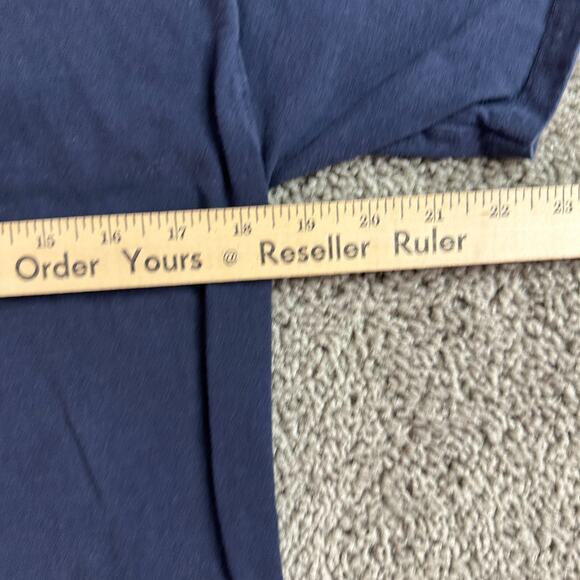 15 16 17 18 19 20 21 22 23
Order Yours @ Reseller Ruler